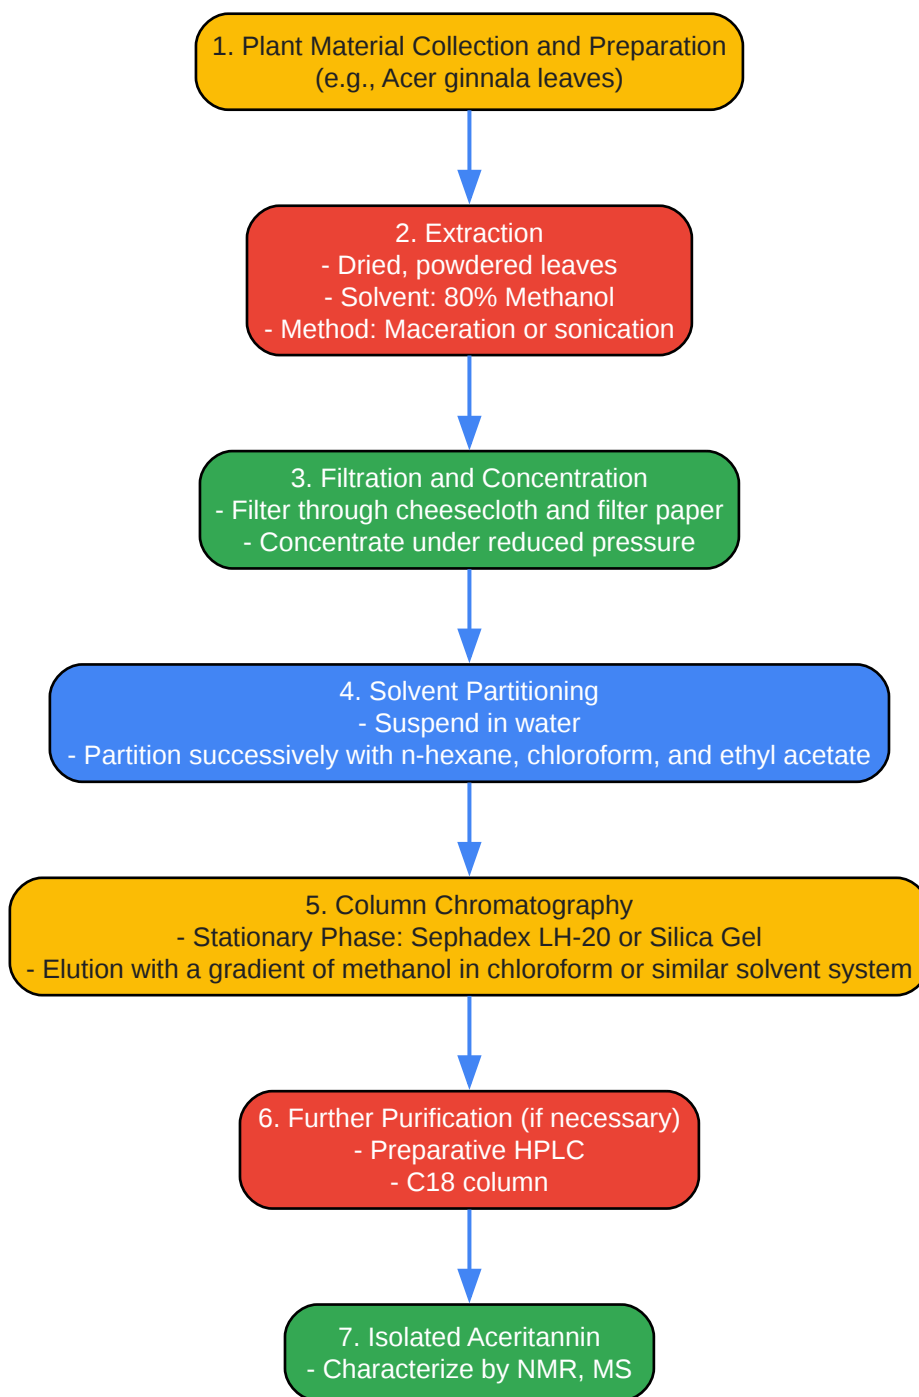 1. Plant Material Collection and Preparation
(e.g., Acer ginnala leaves)
2. Extraction
- Dried, powdered leaves
- Solvent: 80% Methanol
- Method: Maceration or sonication
3. Filtration and Concentration
- Filter through cheesecloth and filter paper
- Concentrate under reduced pressure
4. Solvent Partitioning
- Suspend in water
- Partition successively with n-hexane, chloroform, and ethyl acetate
5. Column Chromatography
- Stationary Phase: Sephadex LH-20 or Silica Gel
- Elution with a gradient of methanol in chloroform or similar solvent system
6. Further Purification (if necessary)
- Preparative HPLC
- C18 column
7. Isolated Aceritannin
- Characterize by NMR, MS